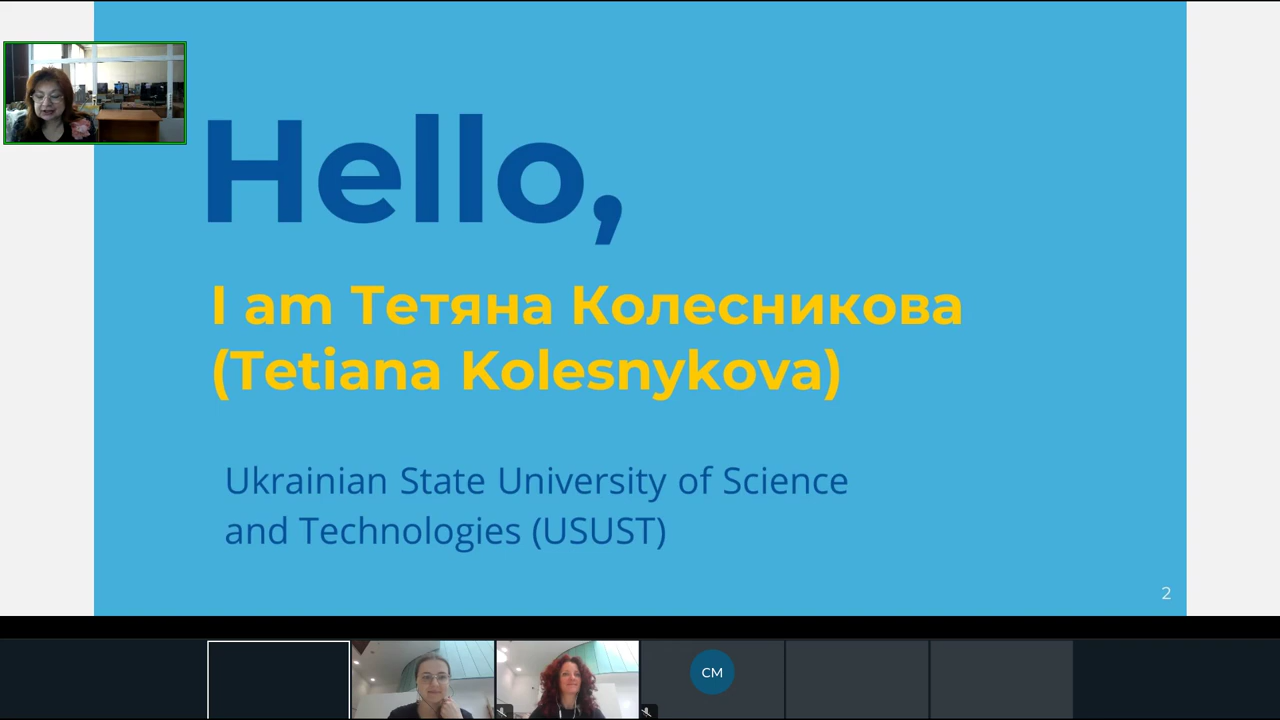 Hello,
I am Тетяна Колесникова
(Tetiana Kolesnykova)
Ukrainian State University of Science
and Technologies (USUST)
2
CM